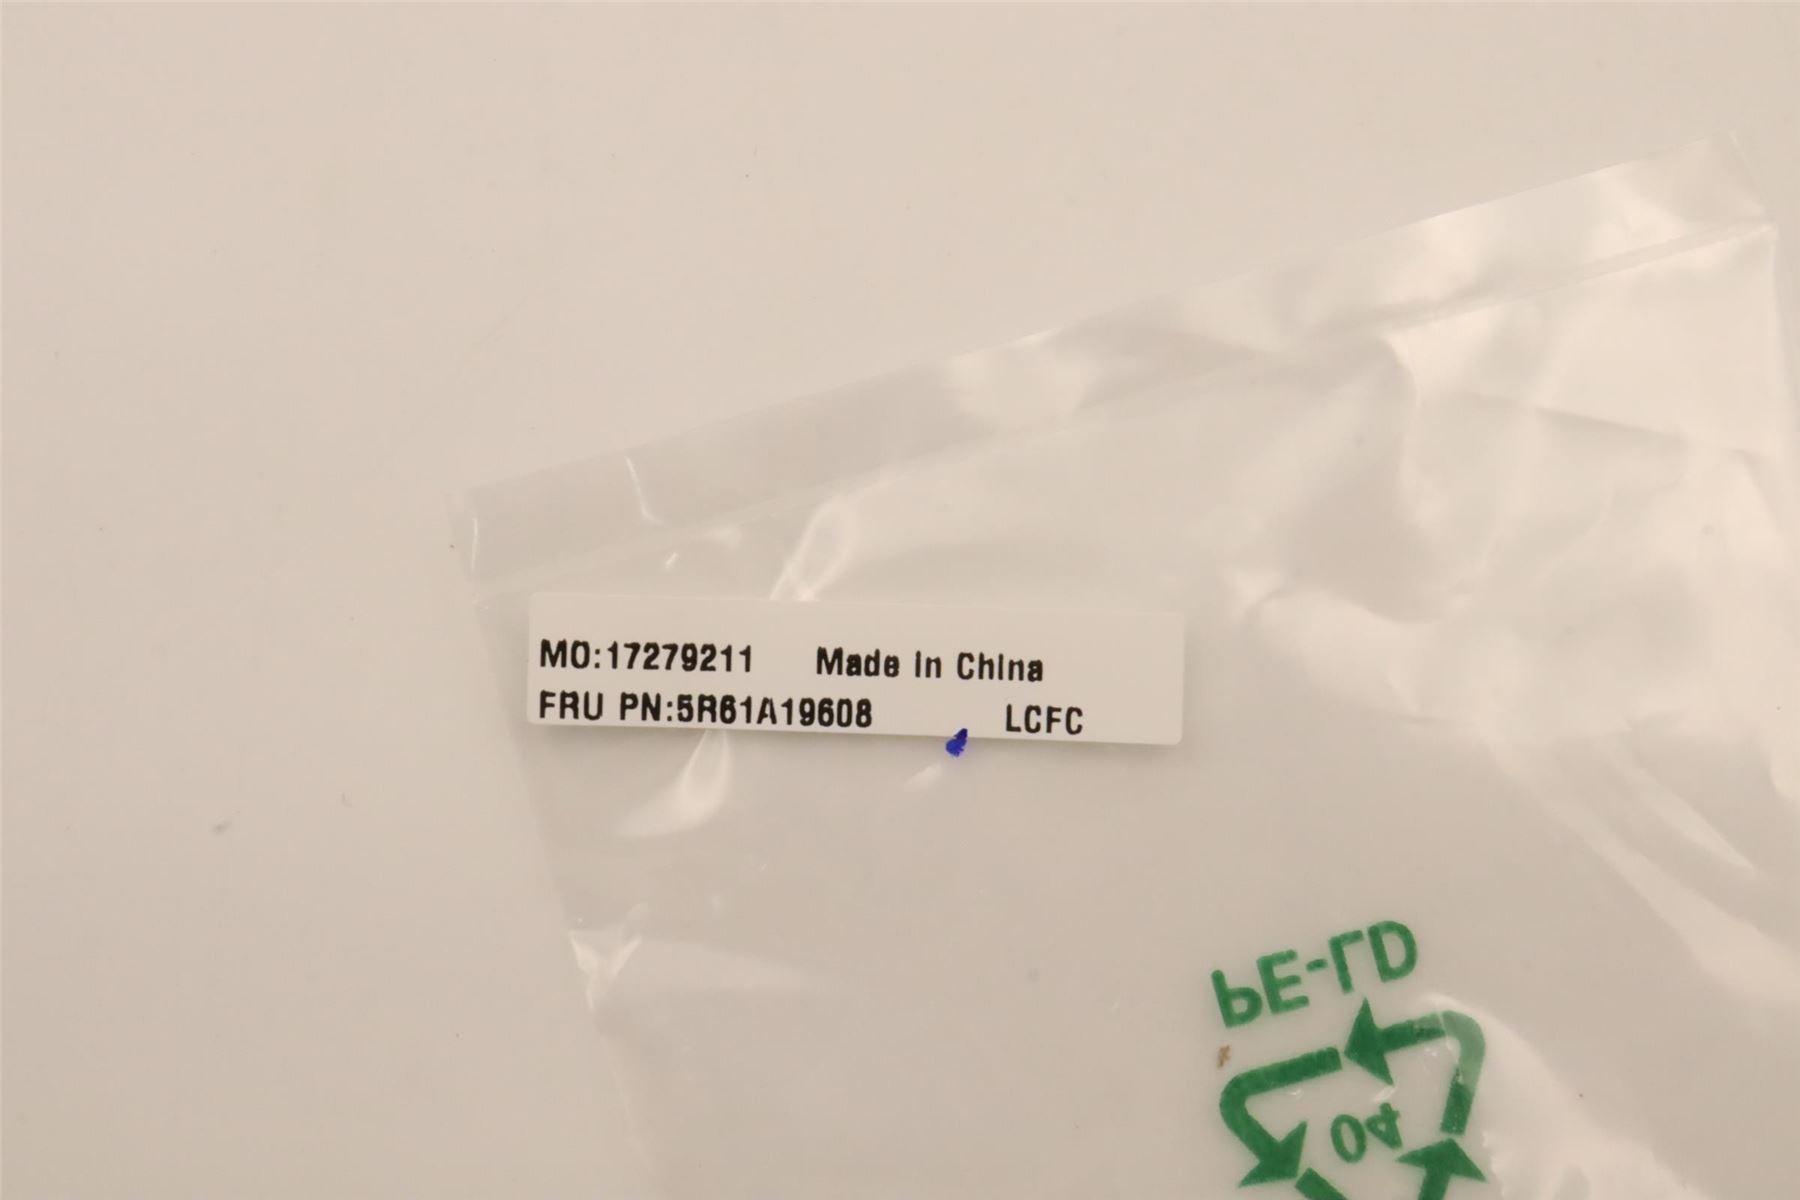 MO:17279211 Made in China
FRU PN:5R61A19608 LCFC
PE-LD
04